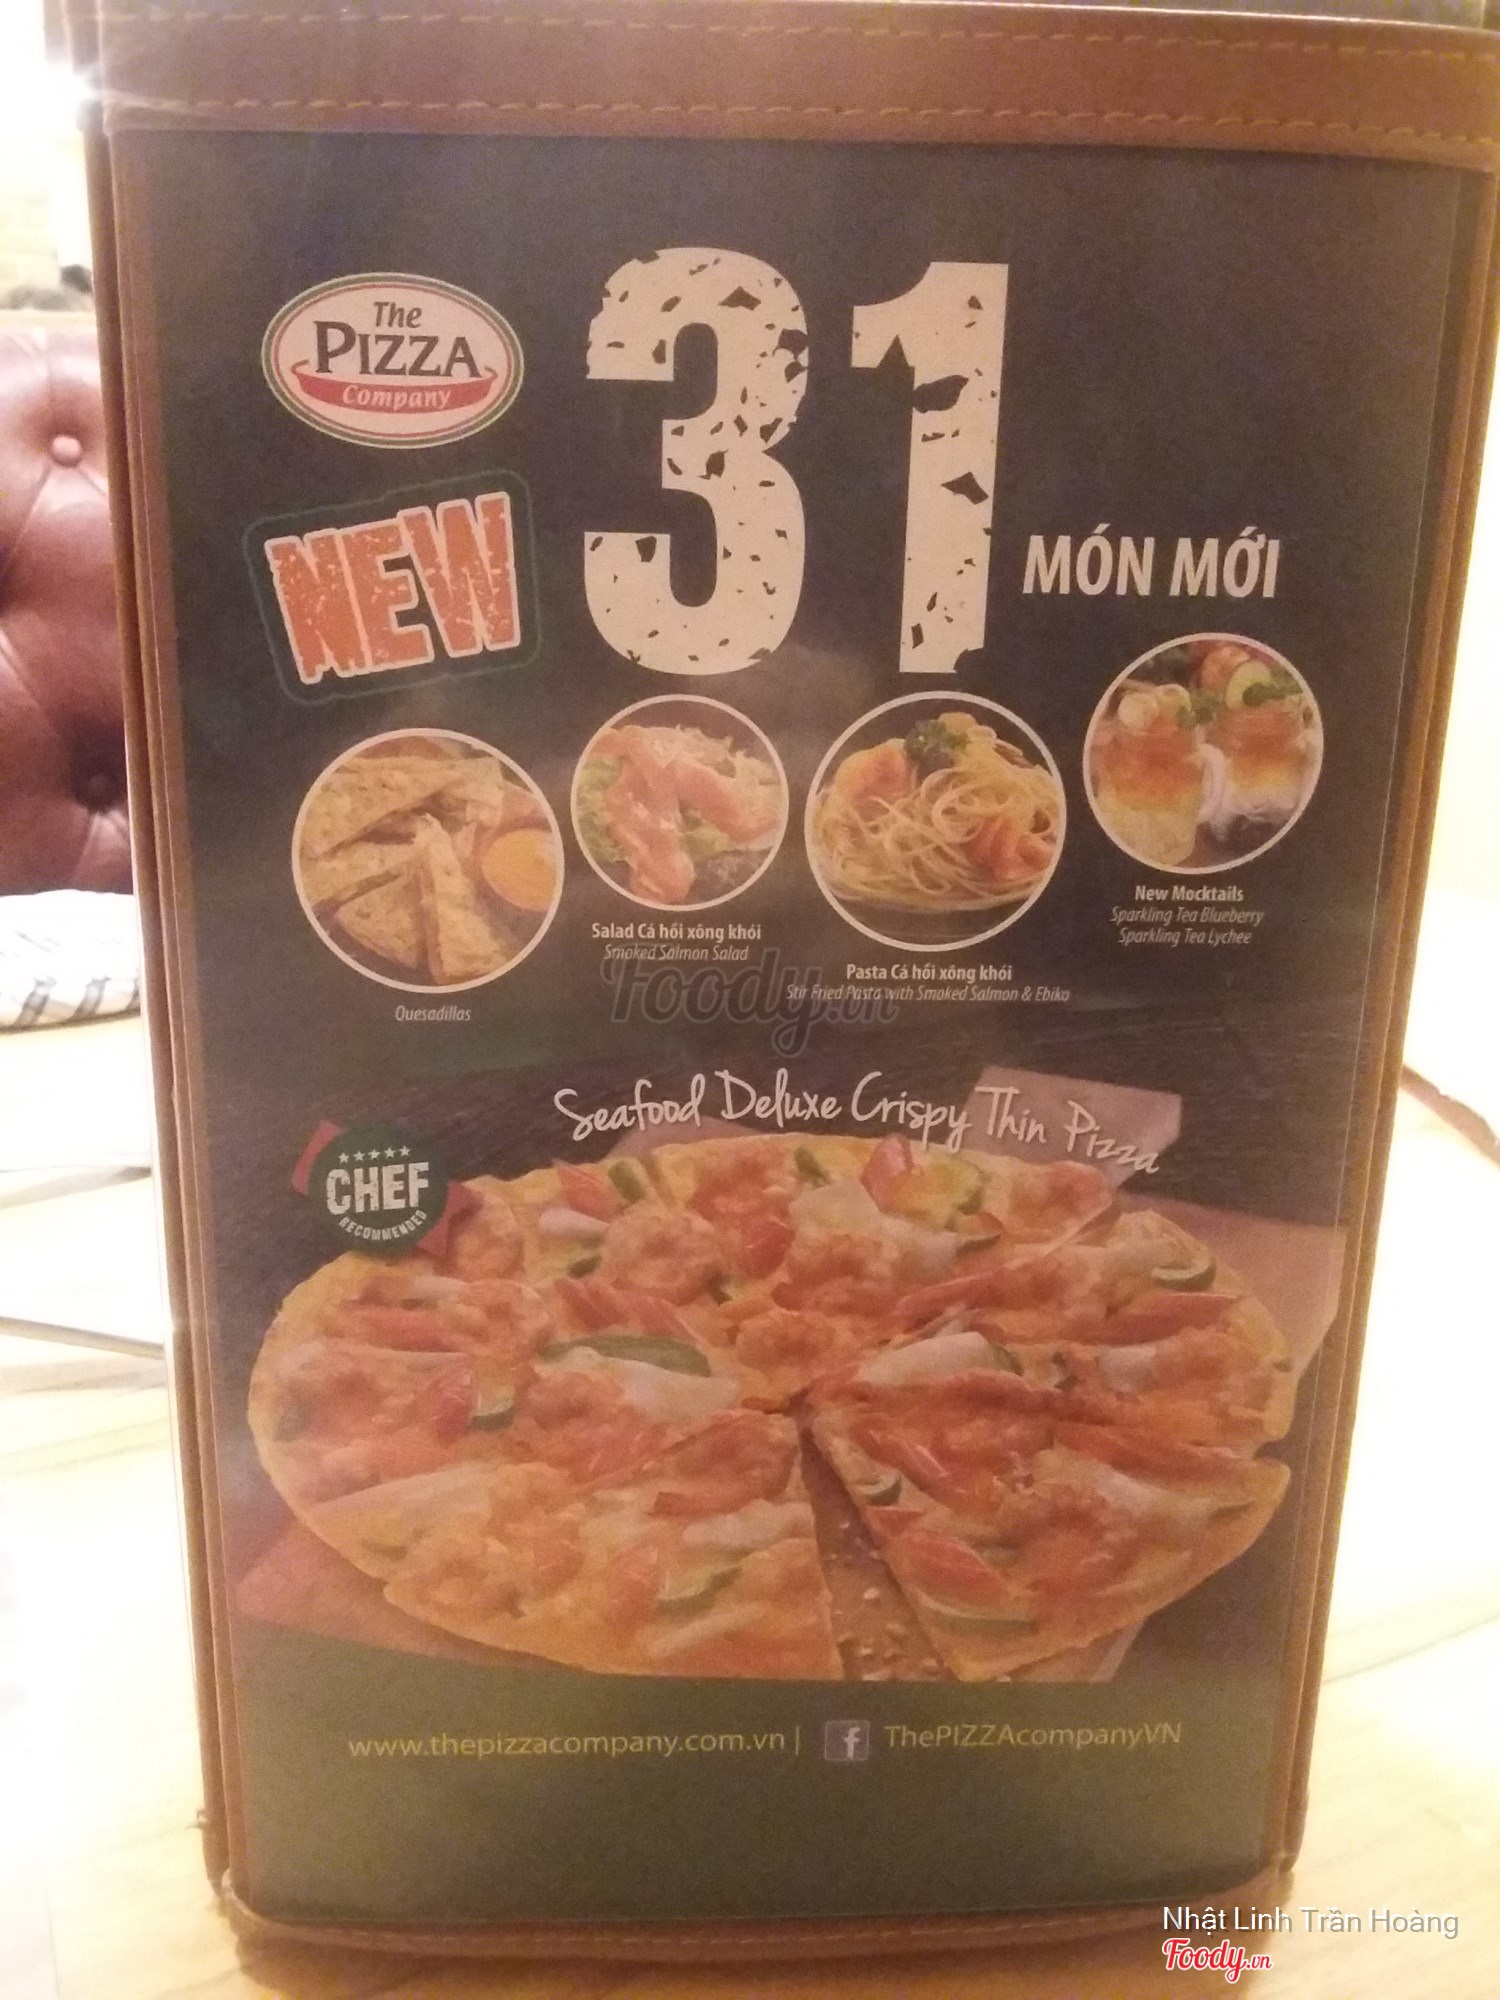 The
PIZZA
Company
NEW
31
MÓN MỚI
Quesadillas
Salad Cá hồi xông khói
Smoked Salmon Salad
Pasta Cá hồi xông khói
Stir Fried Pasta with Smoked Salmon & Ebiko
New Mocktails
Sparkling Tea Blueberry
Sparkling Tea Lychee
Foody.vn
Seafood Deluxe Crispy Thin Pizza
CHEF
RECOMMENDED
www.thepizzacompany.com.vn | f ThePIZZAcompanyVN
Nhật Linh Trần Hoàng
Foody.vn